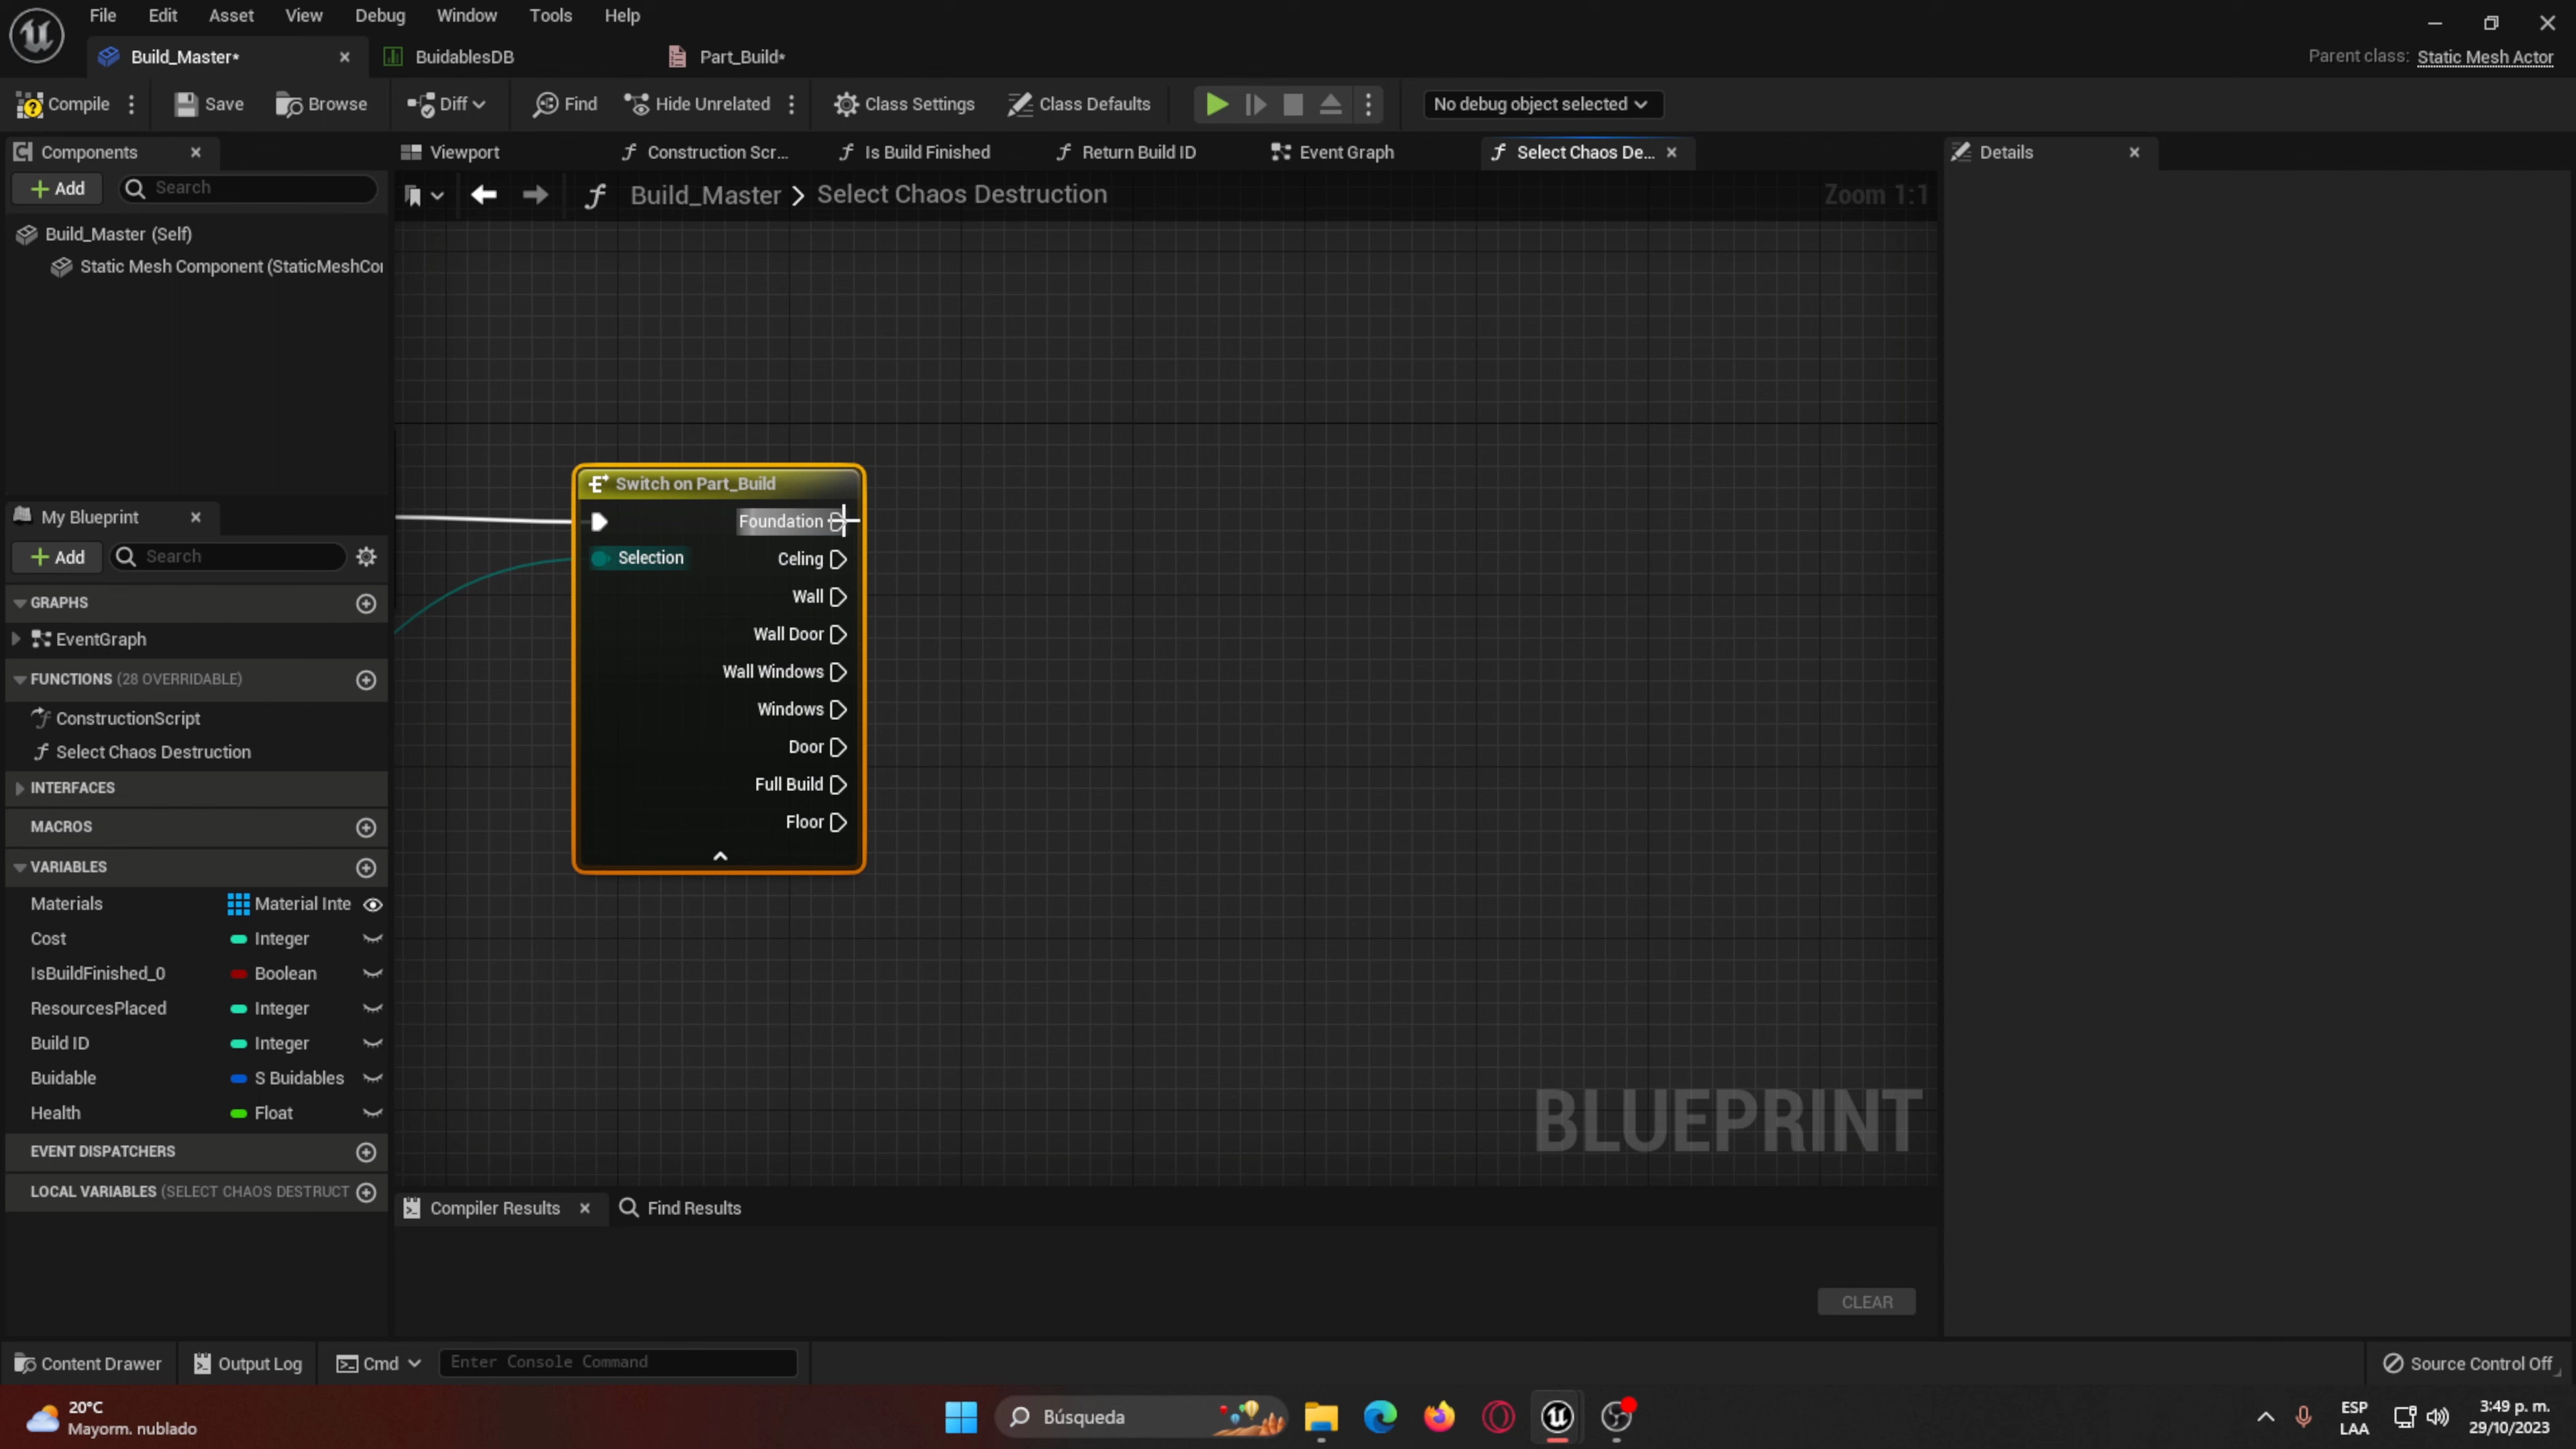 File Edit Asset View Debug Window Tools Help
Build_Master* BuidablesDB Part_Build* Parent class: Static Mesh Actor
Compile Save Browse Diff Find Hide Unrelated Class Settings Class Defaults No debug object selected
Components Viewport Construction Scr... Is Build Finished Return Build ID Event Graph Select Chaos De... Details
Add Search Build_Master > Select Chaos Destruction Zoom 1:1
Build_Master (Self)
Static Mesh Component (StaticMeshCo
Switch on Part_Build
Foundation
Selection
Celing
Wall
Wall Door
Wall Windows
Windows
Door
Full Build
Floor
My Blueprint
Add Search
GRAPHS
EventGraph
FUNCTIONS (28 OVERRIDABLE)
ConstructionScript
Select Chaos Destruction
INTERFACES
MACROS
VARIABLES
Materials Material Inte
Cost Integer
IsBuildFinished_0 Boolean
ResourcesPlaced Integer
Build ID Integer
Buidable S Buidables
Health Float
EVENT DISPATCHERS
LOCAL VARIABLES (SELECT CHAOS DESTRUCT
BLUEPRINT
Compiler Results Find Results
CLEAR
Content Drawer Output Log Cmd Enter Console Command Source Control Off
20°C
Mayorm. nublado
Búsqueda
ESP
LAA
3:49 p. m.
29/10/2023